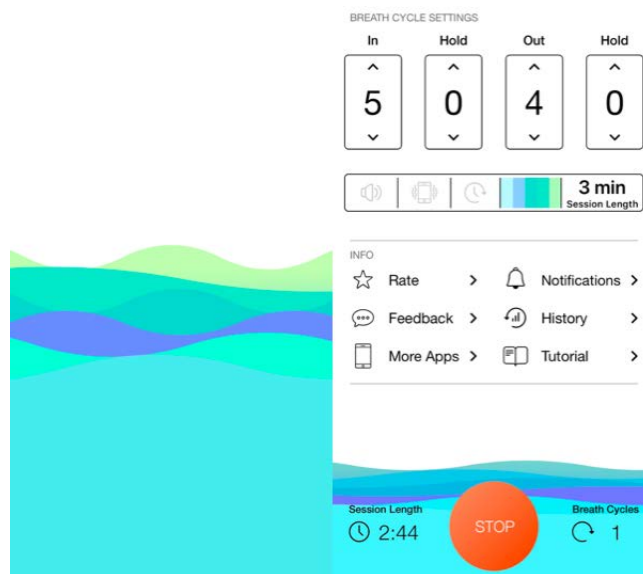 BREATH CYCLE SETTINGS
In Hold Out Hold
5 0 4 0
3 min
Session Length
INFO
Rate Notifications
Feedback History
More Apps Tutorial
Session Length Breath Cycles
2:44 STOP 1